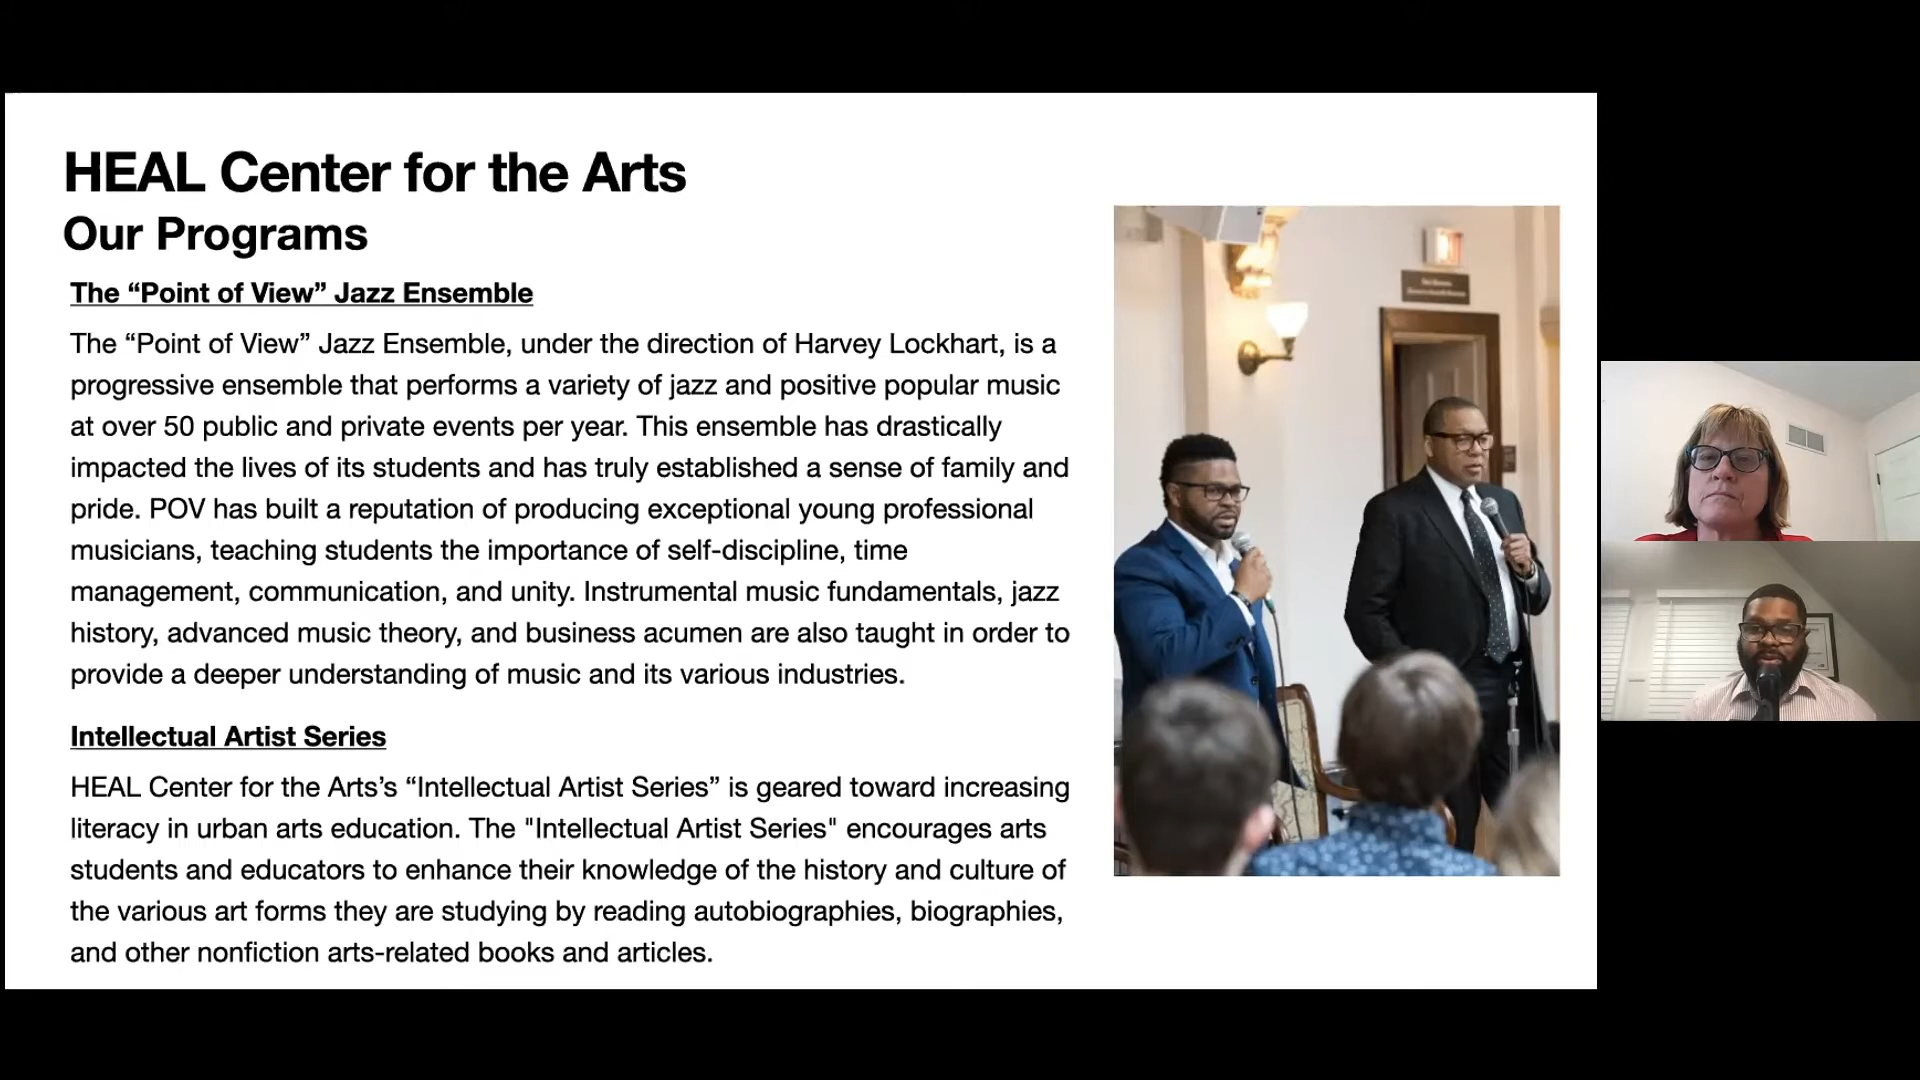 HEAL Center for the Arts
Our Programs
The “Point of View” Jazz Ensemble
The “Point of View” Jazz Ensemble, under the direction of Harvey Lockhart, is a
progressive ensemble that performs a variety of jazz and positive popular music
at over 50 public and private events per year. This ensemble has drastically
impacted the lives of its students and has truly established a sense of family and
pride. POV has built a reputation of producing exceptional young professional
musicians, teaching students the importance of self-discipline, time
management, communication, and unity. Instrumental music fundamentals, jazz
history, advanced music theory, and business acumen are also taught in order to
provide a deeper understanding of music and its various industries.
Intellectual Artist Series
HEAL Center for the Arts’s “Intellectual Artist Series” is geared toward increasing
literacy in urban arts education. The "Intellectual Artist Series" encourages arts
students and educators to enhance their knowledge of the history and culture of
the various art forms they are studying by reading autobiographies, biographies,
and other nonfiction arts-related books and articles.